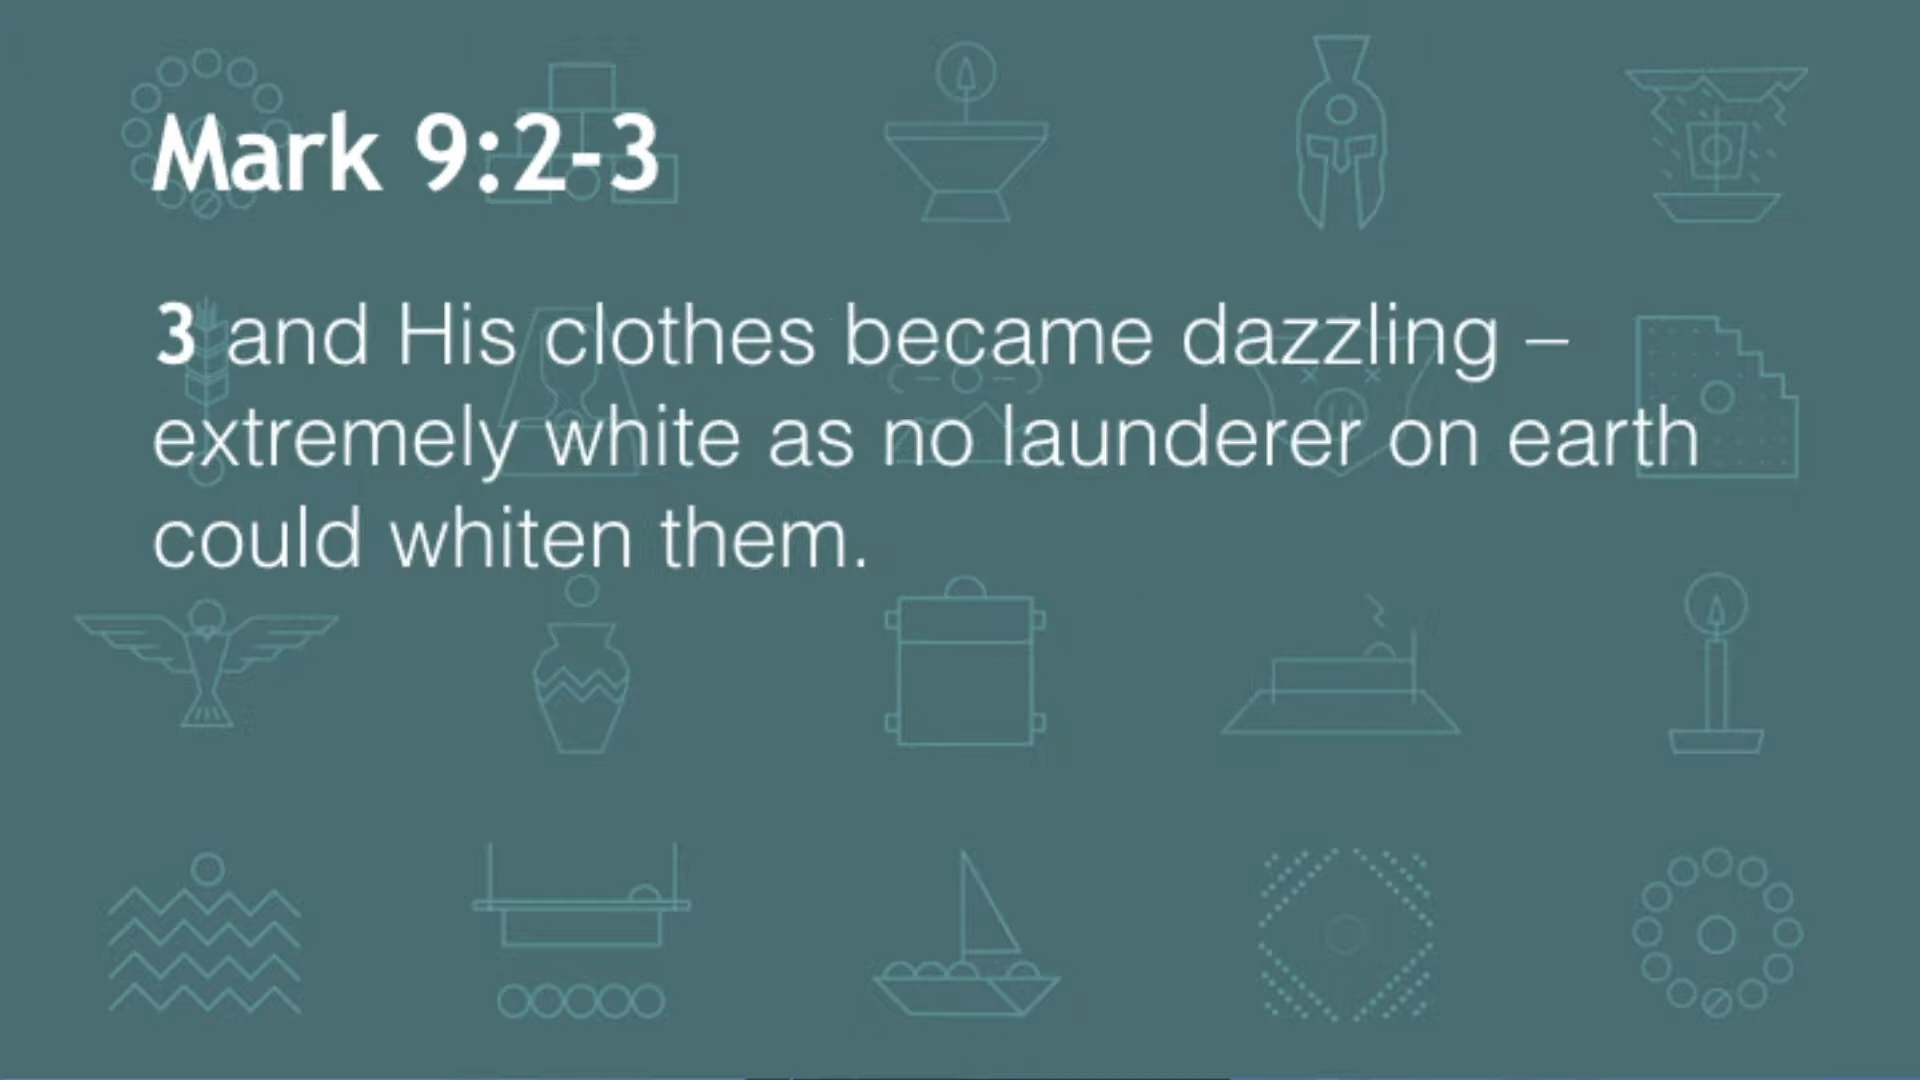 Mark 9:2-3
3 and His clothes became dazzling –
extremely white as no launderer on earth
could whiten them.